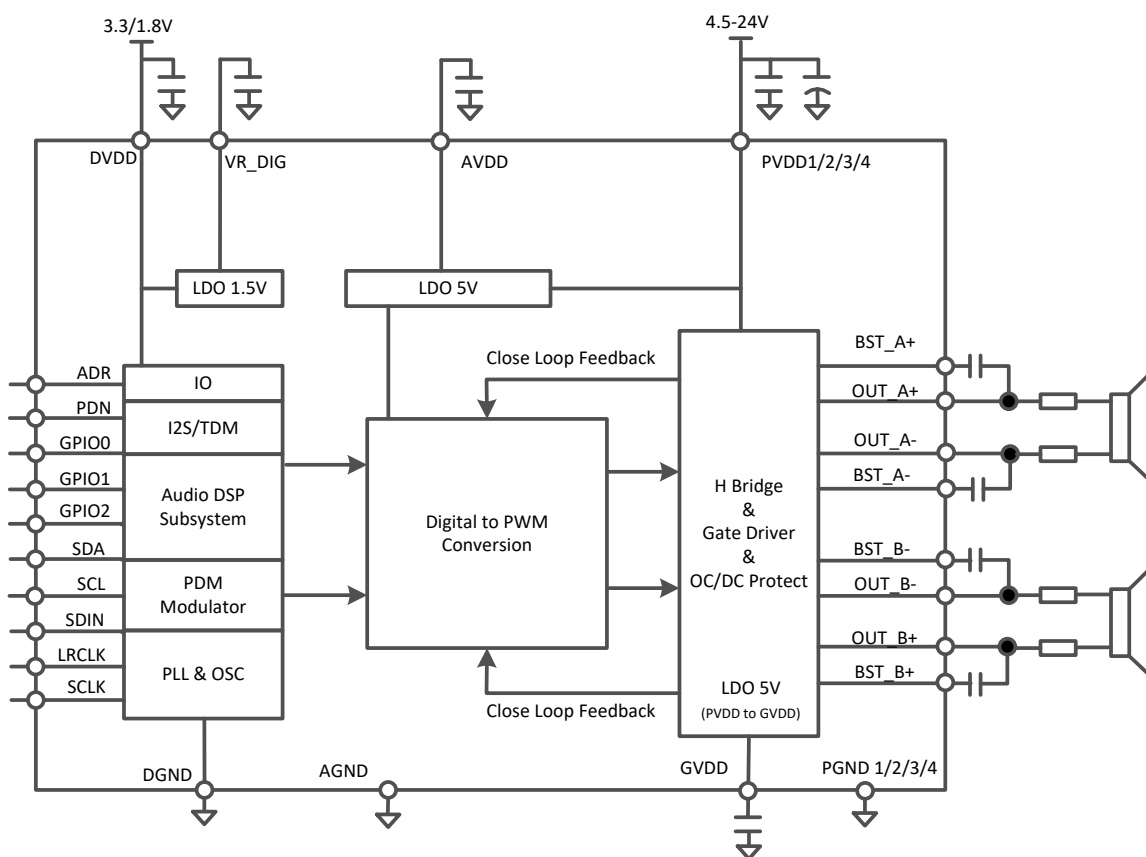 3.3/1.8V
4.5-24V
DVDD
VR_DIG
AVDD
PVDD1/2/3/4
LDO 1.5V
LDO 5V
ADR
PDN
GPIO0
GPIO1
GPIO2
SDA
SCL
SDIN
LRCLK
SCLK
IO
I2S/TDM
Audio DSP
Subsystem
PDM
Modulator
PLL & OSC
Close Loop Feedback
Digital to PWM
Conversion
Close Loop Feedback
H Bridge
&
Gate Driver
&
OC/DC Protect
LDO 5V
(PVDD to GVDD)
BST_A+
OUT_A+
OUT_A-
BST_A-
BST_B-
OUT_B-
OUT_B+
BST_B+
DGND
AGND
GVDD
PGND 1/2/3/4